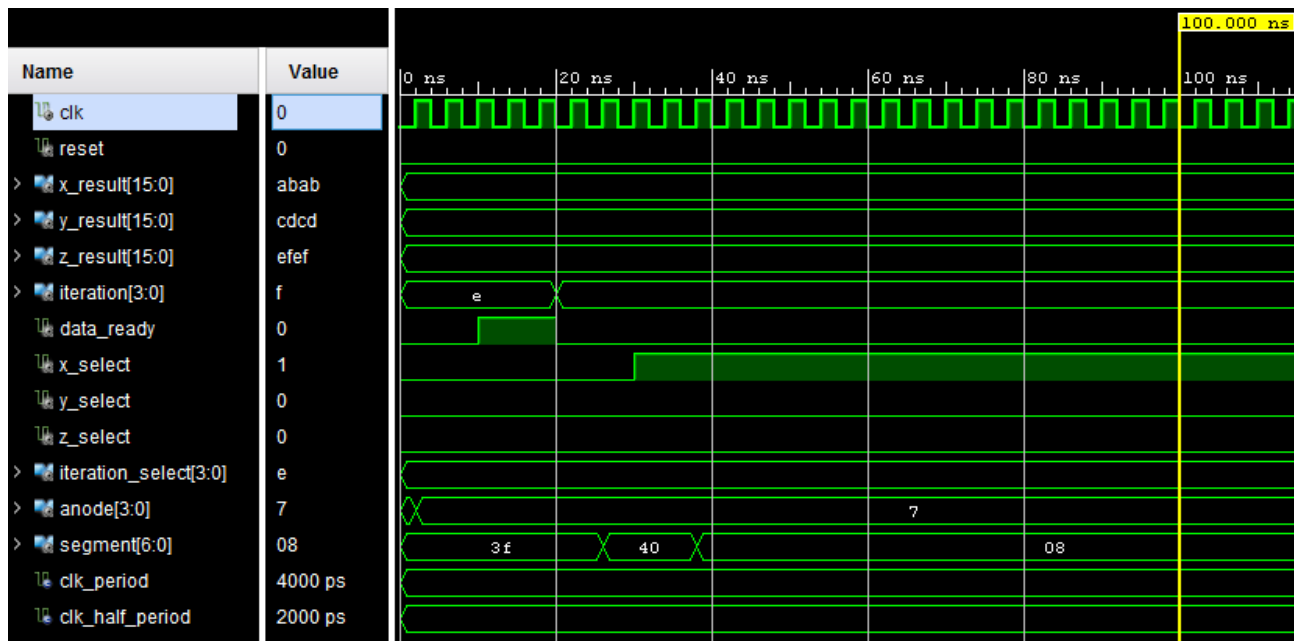 100.000 ns
Name Value 0 ns 20 ns 40 ns 60 ns 80 ns 100 ns
clk 0
reset 0
x_result[15:0] abab
y_result[15:0] cdcd
z_result[15:0] efef
iteration[3:0] f e
data_ready 0
x_select 1
y_select 0
z_select 0
iteration_select[3:0] e
anode[3:0] 7 7
segment[6:0] 08 3f 40 08
clk_period 4000 ps
clk_half_period 2000 ps